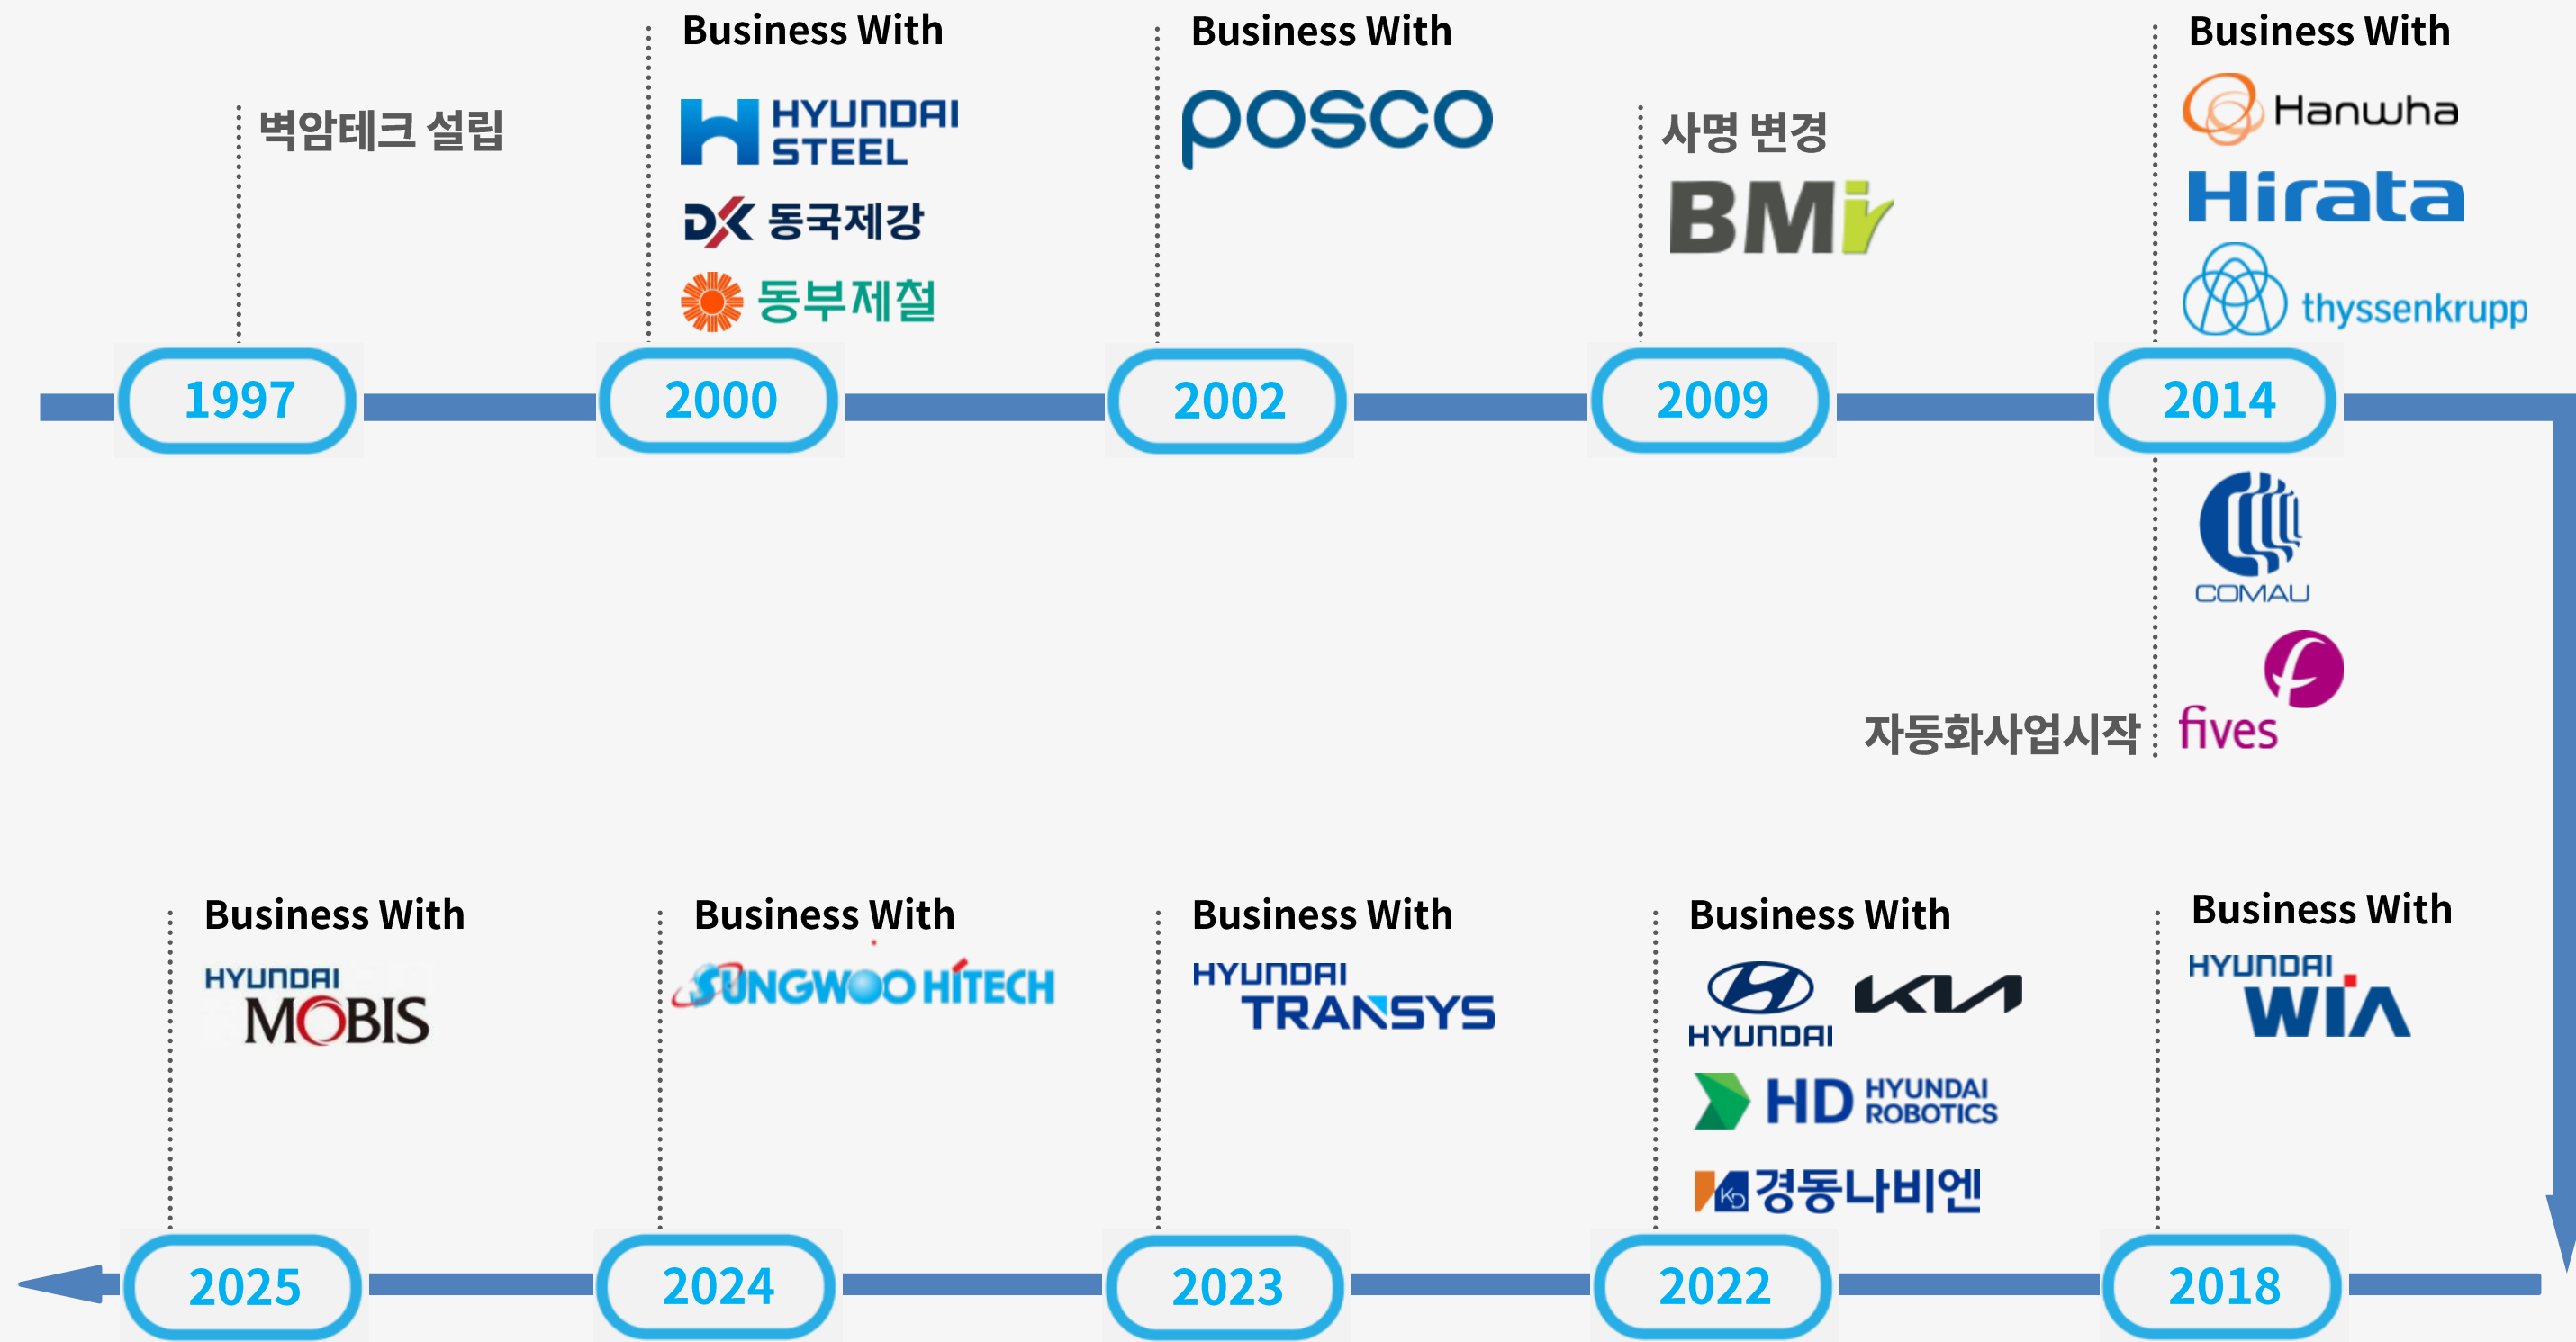 벽암테크 설립
1997
Business With
HYUNDAI
STEEL
DK 동국제강
동부제철
2000
Business With
posco
2002
사명 변경
BMi
2009
Business With
Hanwha
Hirata
thyssenkrupp
2014
COMAU
fives
자동화사업시작
Business With
HYUNDAI
WIA
2018
Business With
HYUNDAI
KIA
HD HYUNDAI
ROBOTICS
KD 경동나비엔
2022
Business With
HYUNDAI
TRANSYS
2023
Business With
SUNGWOO HITECH
2024
Business With
HYUNDAI
MOBIS
2025